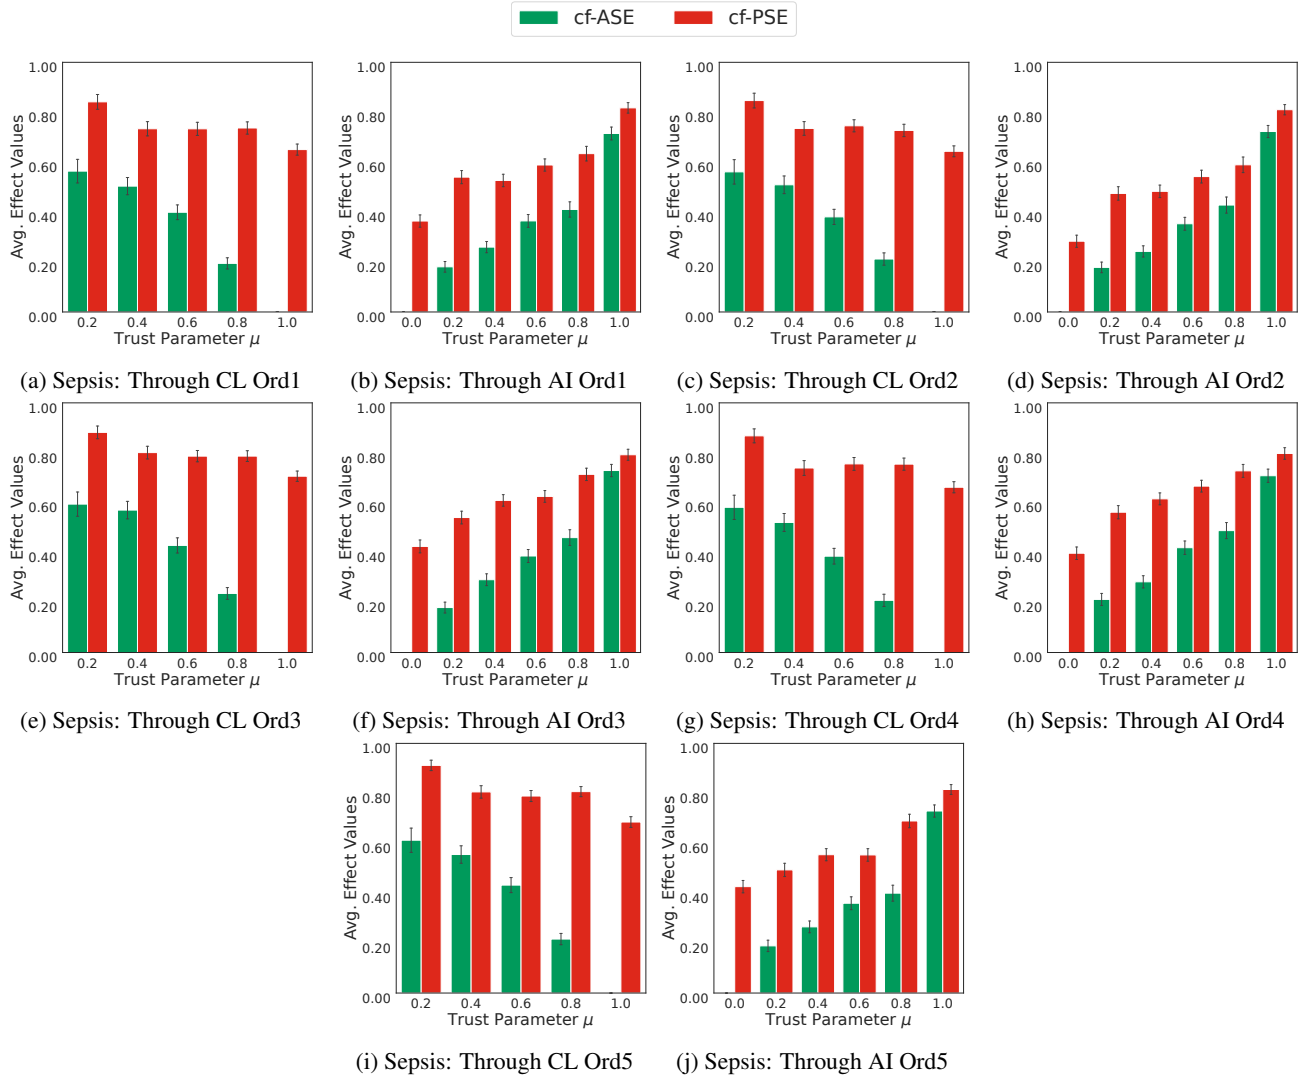 cf-ASE cf-PSE
1.00 0.80 0.60 0.40 0.20 0.00
Avg. Effect Values
0.2 0.4 0.6 0.8 1.0
Trust Parameter μ
(a) Sepsis: Through CL Ord1
1.00 0.80 0.60 0.40 0.20 0.00
Avg. Effect Values
0.0 0.2 0.4 0.6 0.8 1.0
Trust Parameter μ
(b) Sepsis: Through AI Ord1
1.00 0.80 0.60 0.40 0.20 0.00
Avg. Effect Values
0.2 0.4 0.6 0.8 1.0
Trust Parameter μ
(c) Sepsis: Through CL Ord2
1.00 0.80 0.60 0.40 0.20 0.00
Avg. Effect Values
0.0 0.2 0.4 0.6 0.8 1.0
Trust Parameter μ
(d) Sepsis: Through AI Ord2
1.00 0.80 0.60 0.40 0.20 0.00
Avg. Effect Values
0.2 0.4 0.6 0.8 1.0
Trust Parameter μ
(e) Sepsis: Through CL Ord3
1.00 0.80 0.60 0.40 0.20 0.00
Avg. Effect Values
0.0 0.2 0.4 0.6 0.8 1.0
Trust Parameter μ
(f) Sepsis: Through AI Ord3
1.00 0.80 0.60 0.40 0.20 0.00
Avg. Effect Values
0.2 0.4 0.6 0.8 1.0
Trust Parameter μ
(g) Sepsis: Through CL Ord4
1.00 0.80 0.60 0.40 0.20 0.00
Avg. Effect Values
0.0 0.2 0.4 0.6 0.8 1.0
Trust Parameter μ
(h) Sepsis: Through AI Ord4
1.00 0.80 0.60 0.40 0.20 0.00
Avg. Effect Values
0.2 0.4 0.6 0.8 1.0
Trust Parameter μ
(i) Sepsis: Through CL Ord5
1.00 0.80 0.60 0.40 0.20 0.00
Avg. Effect Values
0.0 0.2 0.4 0.6 0.8 1.0
Trust Parameter μ
(j) Sepsis: Through AI Ord5